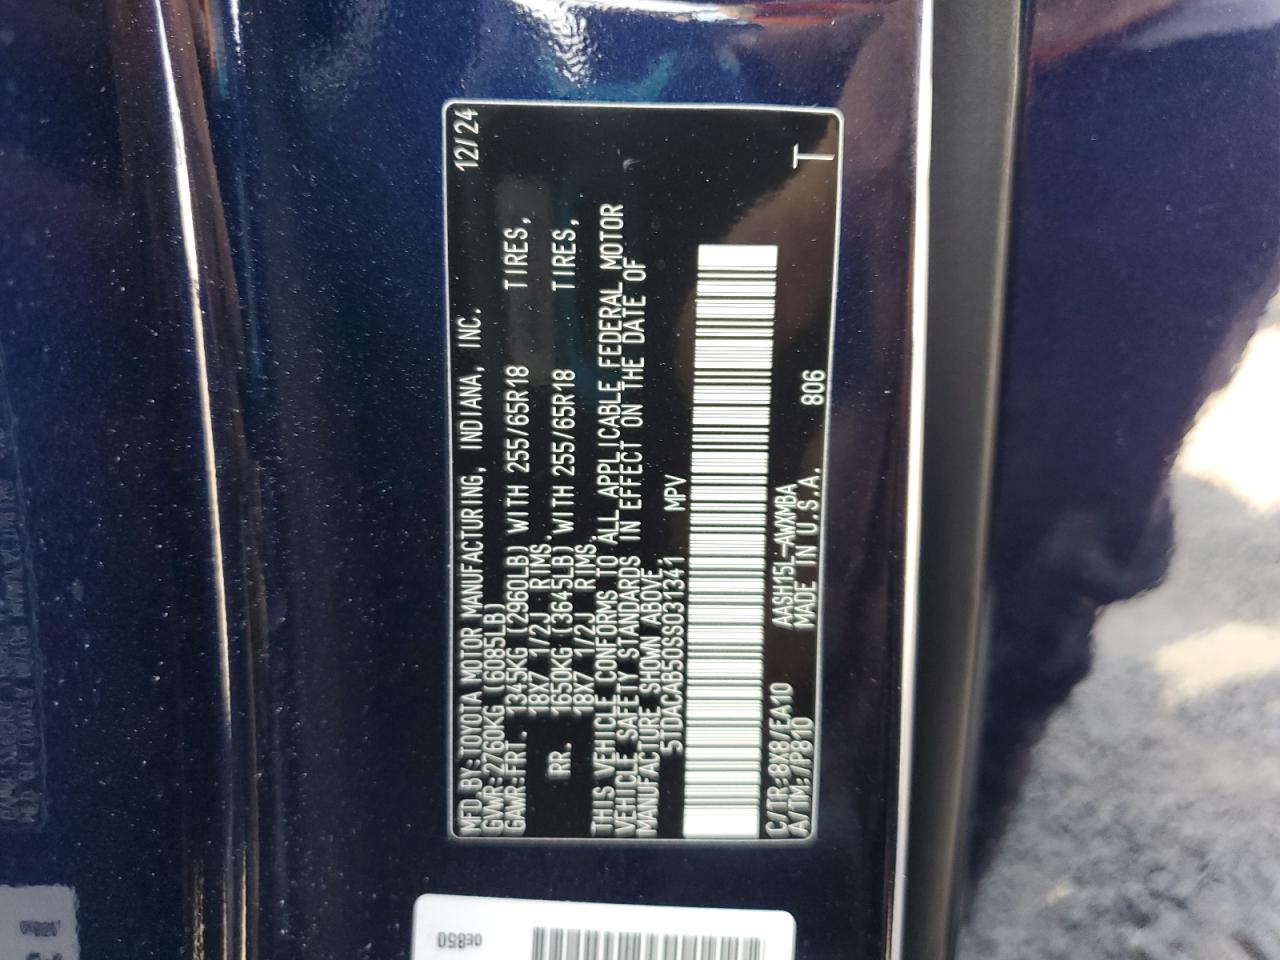 MFD.BY:TOYOTA MOTOR MANUFACTURING, INDIANA, INC. 12/24
GVWR:2760KG (6085LB)
GAWR:FRT. 1345KG (2960LB) WITH 255/65R18 TIRES,
18X7 1/2J RIMS,
RR. 1650KG (3645LB) WITH 255/65R18 TIRES,
18X7 1/2J RIMS.
THIS VEHICLE CONFORMS TO ALL APPLICABLE FEDERAL MOTOR
VEHICLE SAFETY STANDARDS IN EFFECT ON THE DATE OF
MANUFACTURE SHOWN ABOVE.
5TDACAB50SS031341 MPV
C/TR:8X8/EA10 AASH15L-AWXMBA
A/TM:7P810 MADE IN U.S.A. 806 T
0E850